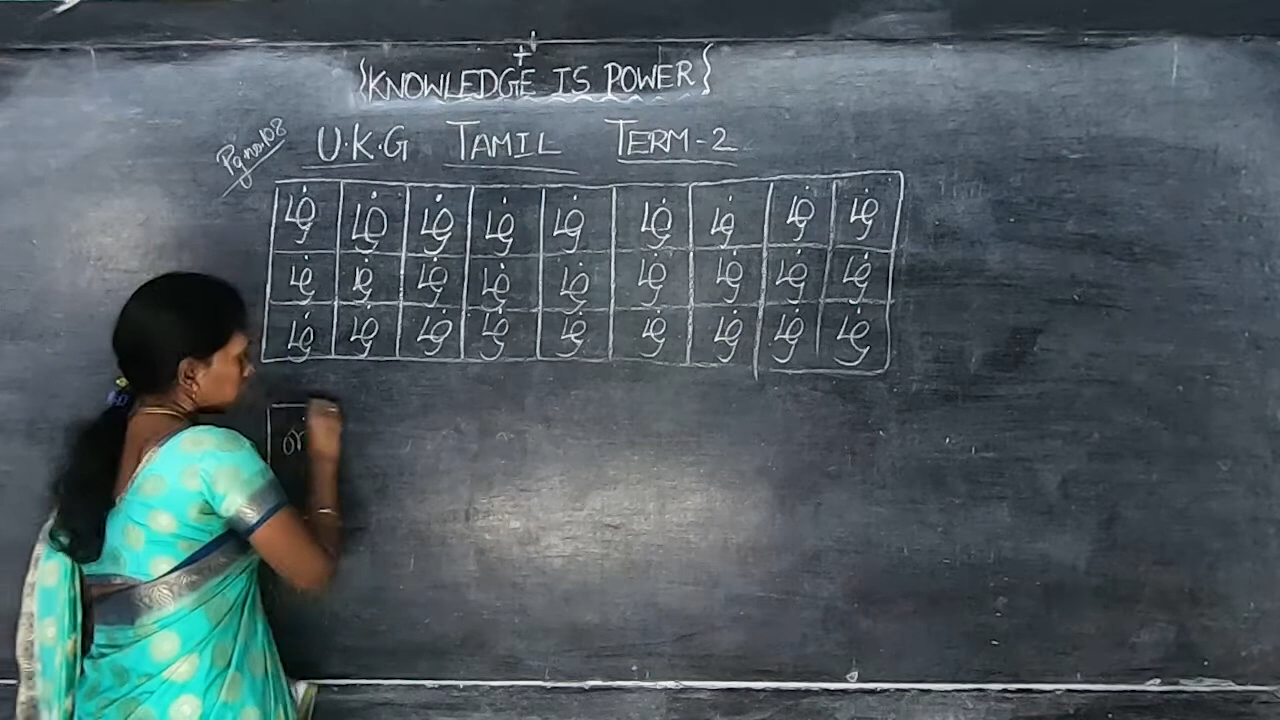 {KNOWLEDGE IS POWER}
Pg no:108
U.K.G TAMIL TERM-2
ழ் ழ் ழ் ழ் ழ் ழ் ழ் ழ் ழ்
ழ் ழ் ழ் ழ் ழ் ழ் ழ் ழ் ழ்
ழ் ழ் ழ் ழ் ழ் ழ் ழ் ழ் ழ்